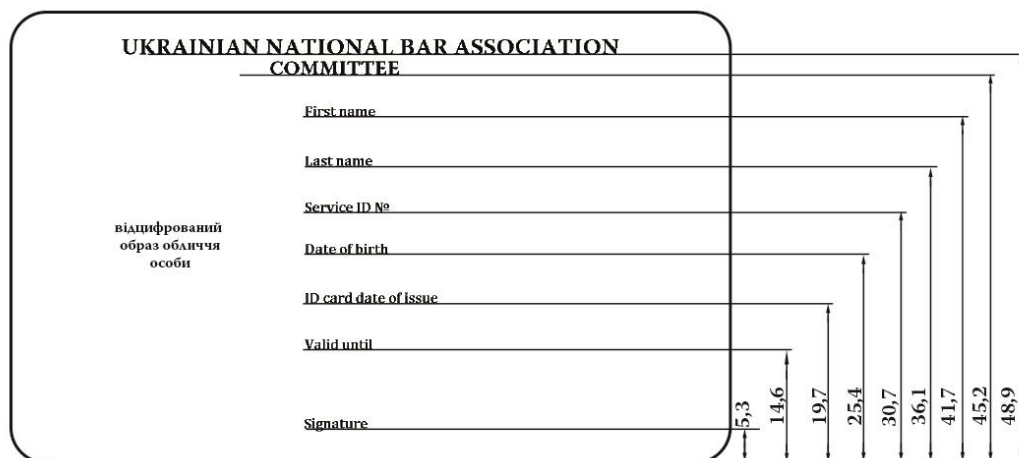 UKRAINIAN NATIONAL BAR ASSOCIATION
COMMITTEE
First name
Last name
Service ID №
відцифрований
образ обличчя
особи
Date of birth
ID card date of issue
Valid until
Signature
5,3
14,6
19,7
25,4
30,7
36,1
41,7
45,2
48,9